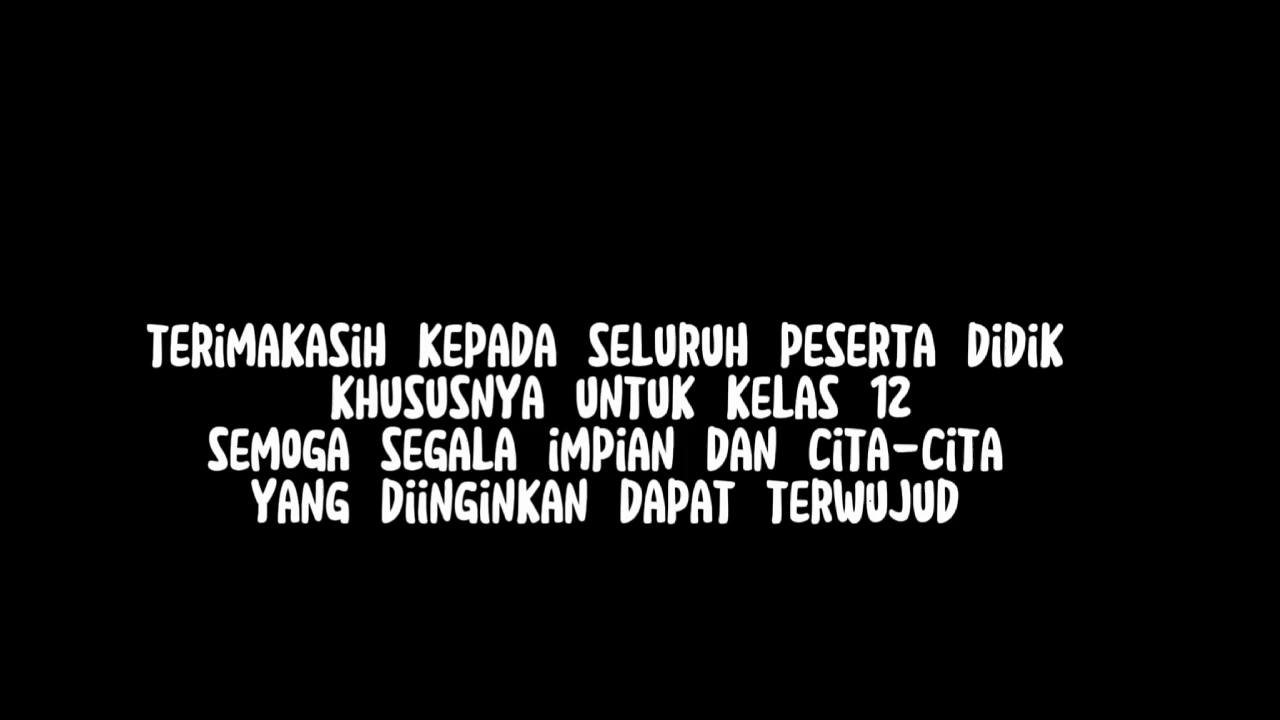 TERIMAKASIH KEPADA SELURUH PESERTA DIDIK
KHUSUSNYA UNTUK KELAS 12
SEMOGA SEGALA IMPIAN DAN CITA-CITA
YANG DIINGINKAN DAPAT TERWUJUD